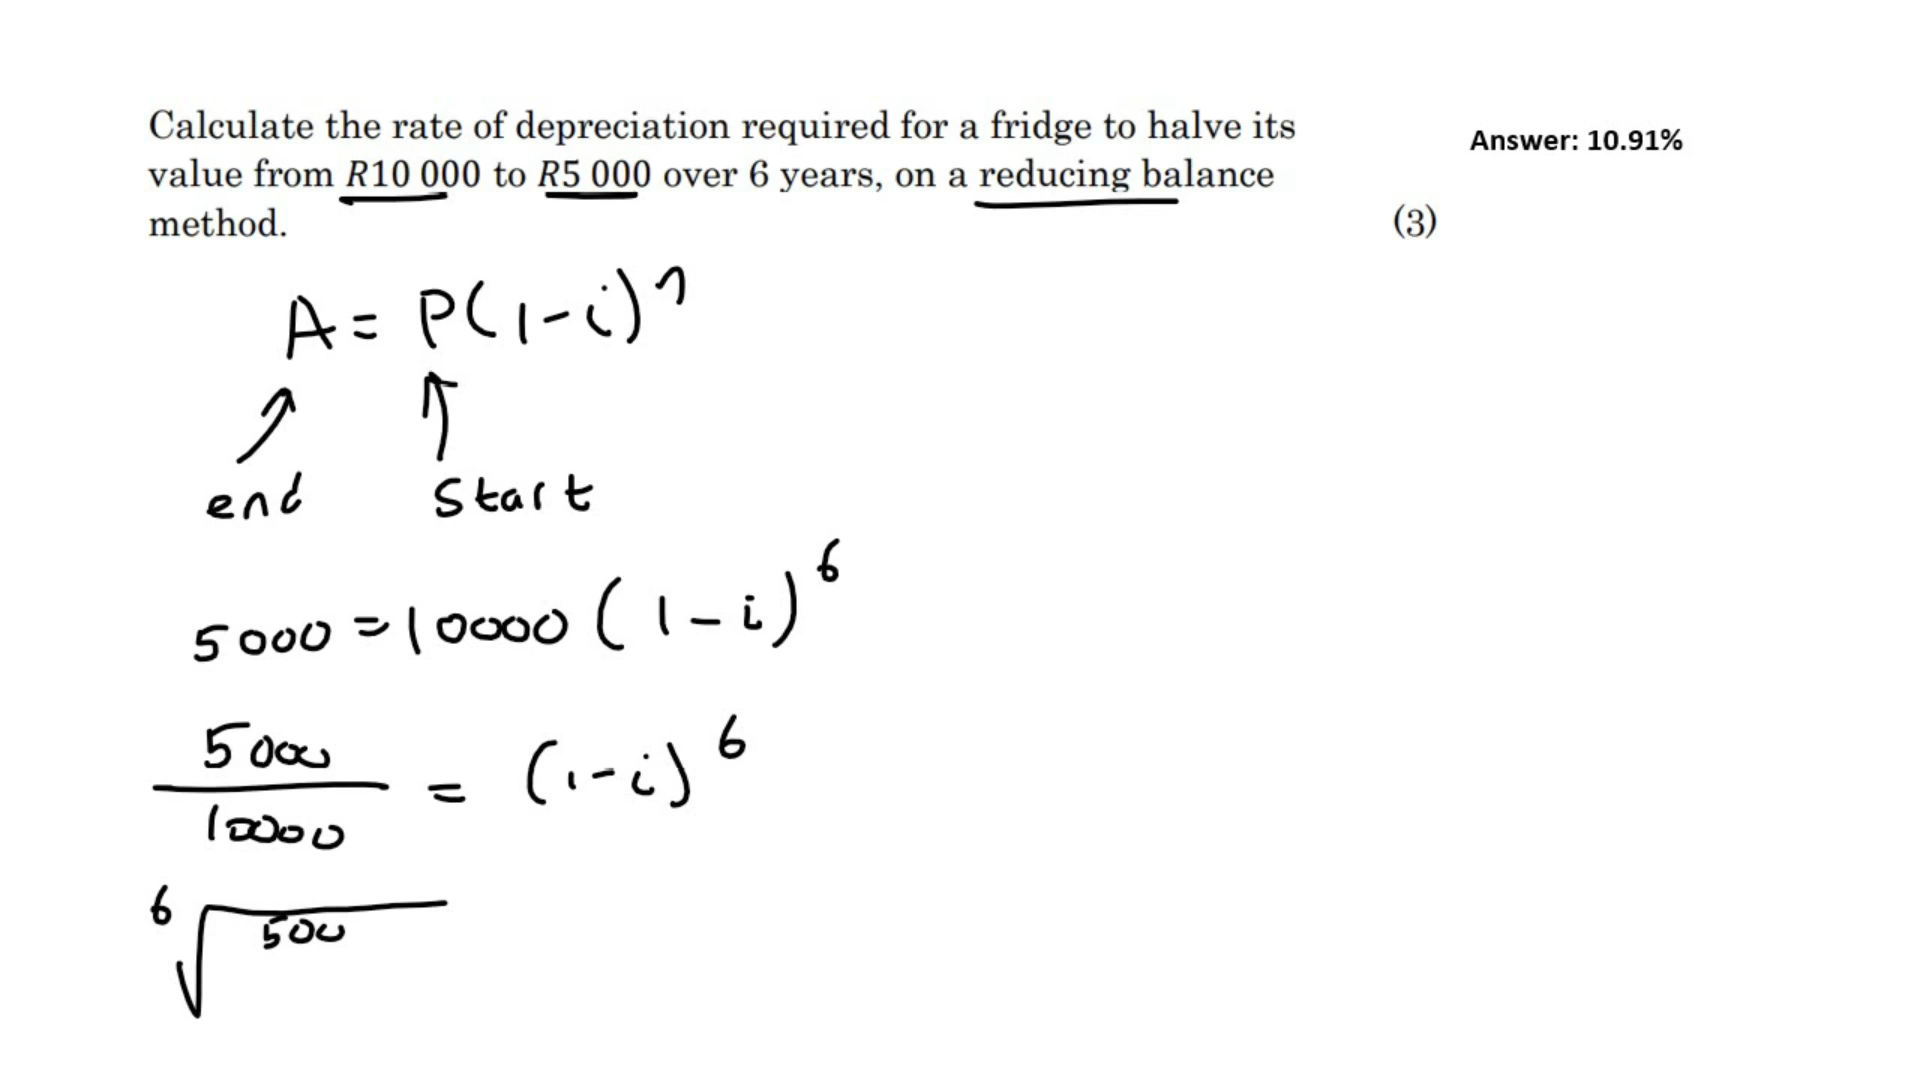 Calculate the rate of depreciation required for a fridge to halve its
Answer: 10.91%
value from R10 000 to R5 000 over 6 years, on a reducing balance
method.
(3)
A = P(1-i)^n
end start
5000 = 10000 (1-i)^6
5000
10000 = (1-i)^6
6√500